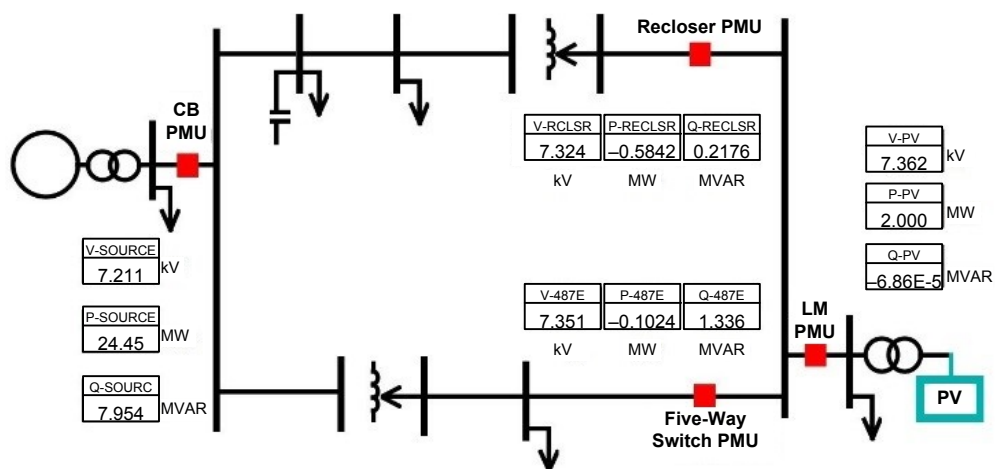 Recloser PMU
CB
PMU
V-RCLSR P-RECLSR Q-RECLSR
7.324 –0.5842 0.2176
kV MW MVAR
V-PV
7.362 kV
P-PV
2.000 MW
Q-PV
–6.86E-5 MVAR
V-SOURCE
7.211 kV
P-SOURCE
24.45 MW
Q-SOURC
7.954 MVAR
V-487E P-487E Q-487E
7.351 –0.1024 1.336
kV MW MVAR
LM
PMU
PV
Five-Way
Switch PMU